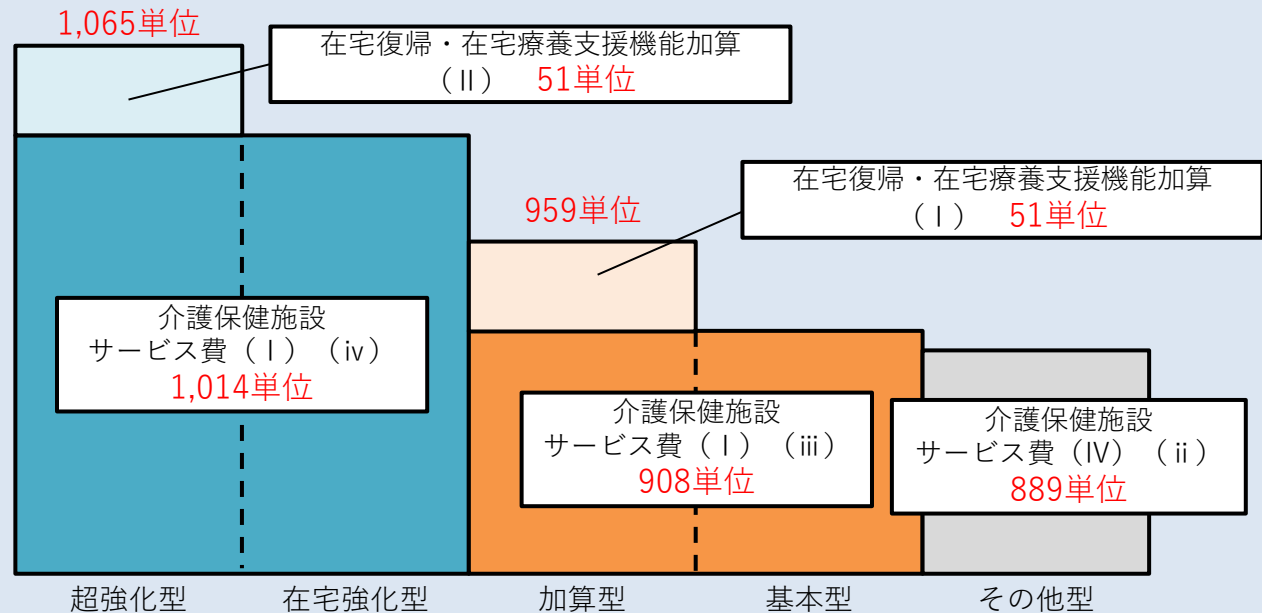 1,065単位
在宅復帰・在宅療養支援機能加算
(Ⅱ) 51単位
在宅復帰・在宅療養支援機能加算
(Ⅰ) 51単位
959単位
介護保健施設
サービス費(Ⅰ)(ⅳ)
1,014単位
介護保健施設
サービス費(Ⅰ)(ⅲ)
908単位
介護保健施設
サービス費(Ⅳ)(ⅱ)
889単位
超強化型
在宅強化型
加算型
基本型
その他型